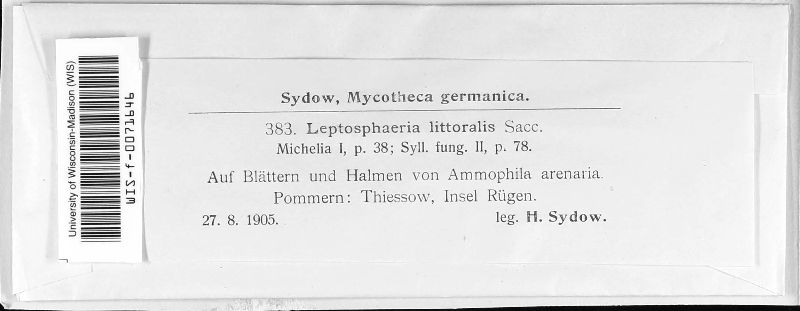 Sydow, Mycotheca germanica.
383. Leptosphaeria littoralis Sacc.
Michelia I, p. 38; Syll. fung. II, p. 78.
Auf Blättern und Halmen von Ammophila arenaria.
Pommern: Thiessow, Insel Rügen.
27. 8. 1905. leg. H. Sydow.
University of Wisconsin-Madison (WIS)
WIS-f-0071646